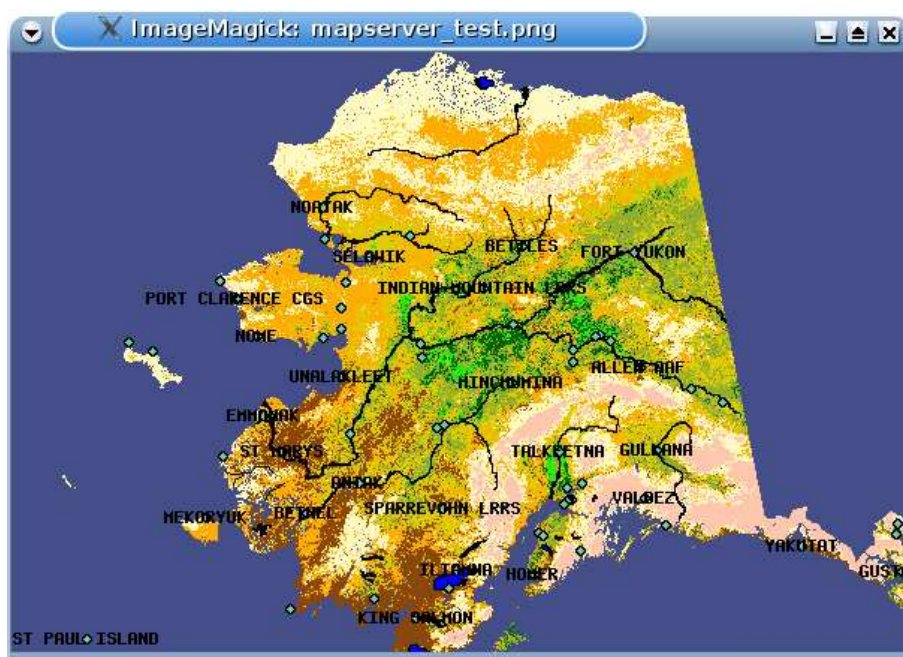 ImageMagick: mapserver_test.png
NOATAK
BETTLES
SELAWIK
FORT YUKON
INDIAN MOUNTAIN LRRS
PORT CLARENCE CGS
NOME
ALLEN AAF
UNALAKLEET
MINCHUMINA
EMMONAK
ST MARYS
TALKEETNA
GULKANA
ANIAK
VALDEZ
SPARREVOHN LRRS
MEKORYUK
BETHEL
YAKUTAT
ILIAMNA
HOMER
GUST
KING SALMON
ST PAUL ISLAND